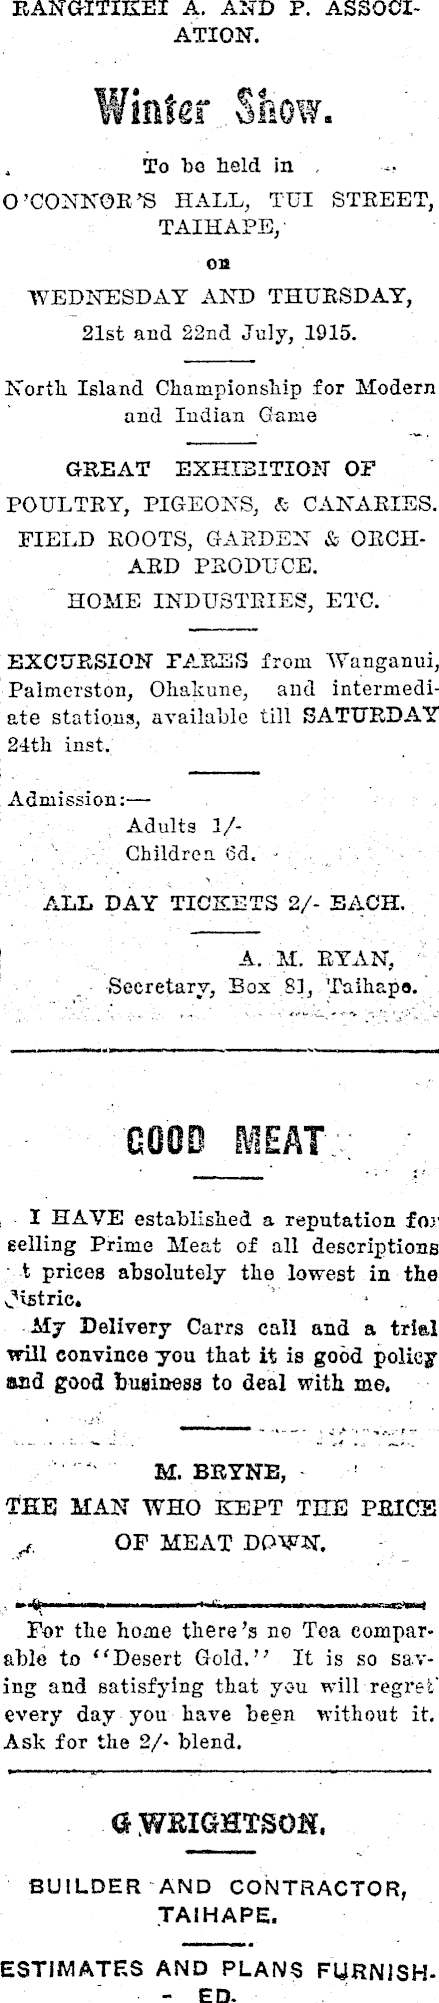 RANGITIKEI A. AND P. ASSOCI-
ATION.
Winter Show.
To be held in
O'CONNOR'S HALL, TUI STREET,
TAIHAPE,
on
WEDNESDAY AND THURSDAY,
21st and 22nd July, 1915.
North Island Championship for Modern
and Indian Game
GREAT EXHIBITION OF
POULTRY, PIGEONS, & CANARIES.
FIELD ROOTS, GARDEN & ORCH-
ARD PRODUCE.
HOME INDUSTRIES, ETC.
EXCURSION FARES from Wanganui,
Palmerston, Ohakune, and intermedi-
ate stations, available till SATURDAY
24th inst.
Admission:—
Adults 1/-
Children 6d.
ALL DAY TICKETS 2/- EACH.
A. M. RYAN,
Secretary, Box 81, Taihape.
GOOD MEAT
I HAVE established a reputation for
selling Prime Meat of all descriptions
t prices absolutely the lowest in the
district.
My Delivery Carrs call and a trial
will convince you that it is good policy
and good business to deal with me.
M. BRYNE,
THE MAN WHO KEPT THE PRICE
OF MEAT DOWN.
For the home there's no Tea compar-
able to "Desert Gold." It is so sav-
ing and satisfying that you will regret
every day you have been without it.
Ask for the 2/- blend.
G WRIGHTSON,
BUILDER AND CONTRACTOR,
TAIHAPE.
ESTIMATES AND PLANS FURNISH-
ED.